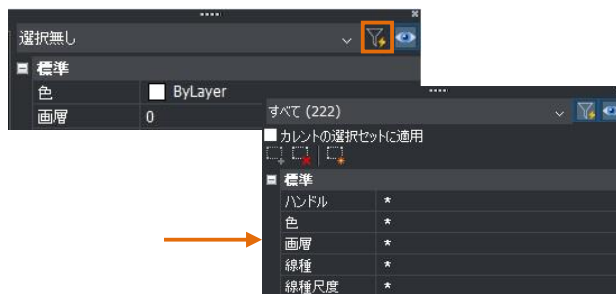 選択無し
標準
色 ByLayer
画層 0
すべて (222)
カレントの選択セットに適用
標準
ハンドル *
色 *
画層 *
線種 *
線種尺度 *